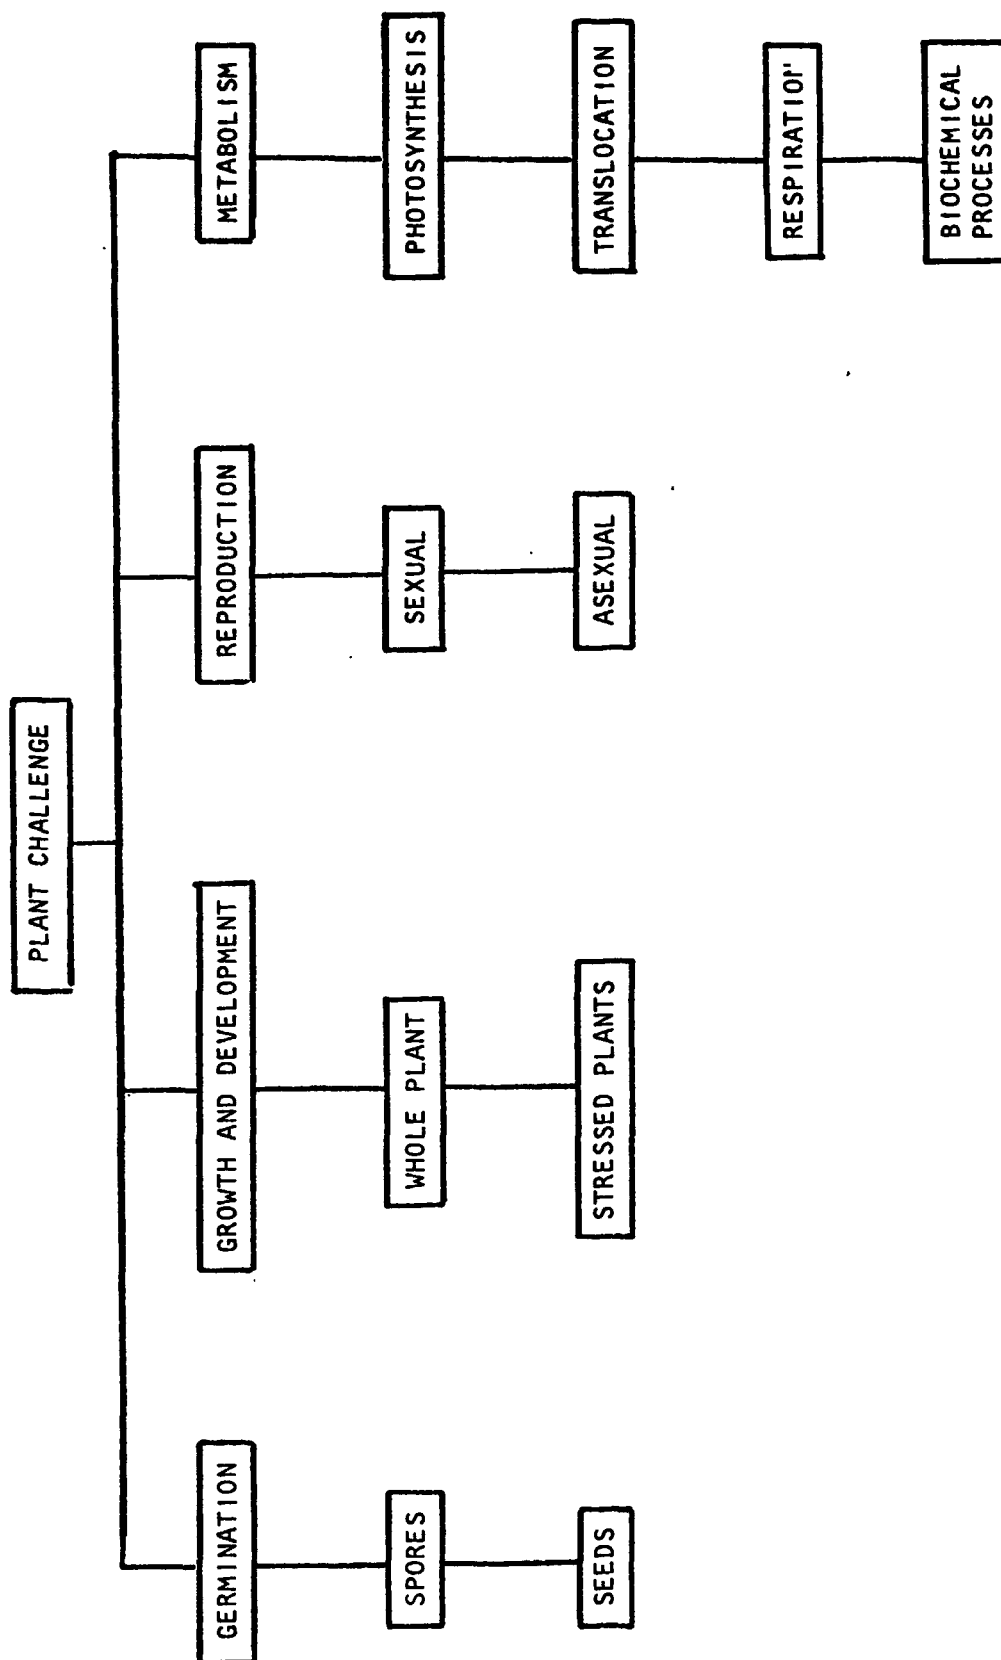 PLANT CHALLENGE
GERMINATION
SPORES
SEEDS
GROWTH AND DEVELOPMENT
WHOLE PLANT
STRESSED PLANTS
REPRODUCTION
SEXUAL
ASEXUAL
METABOLISM
PHOTOSYNTHESIS
TRANSLOCATION
RESPIRATION
BIOCHEMICAL
PROCESSES